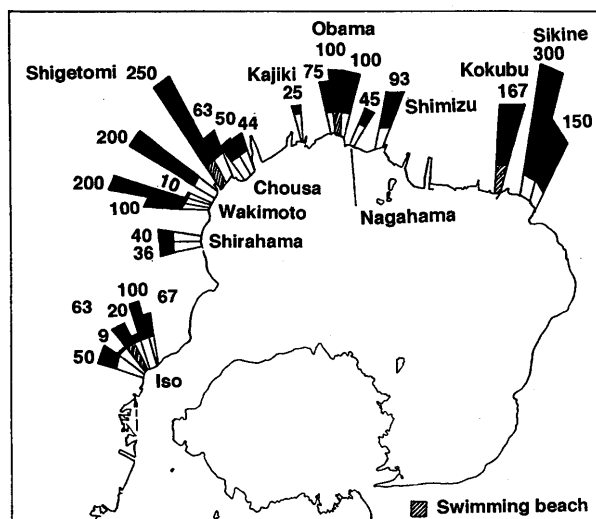 Obama
Sikine
100
100
300
Shigetomi 250
75
Kajiki
93
Kokubu
167
25
63
50
44
45
Shimizu
150
200
200
10
Chousa
100
Wakimoto
Nagahama
40
Shirahama
36
63
100
67
20
9
50
Iso
Swimming beach